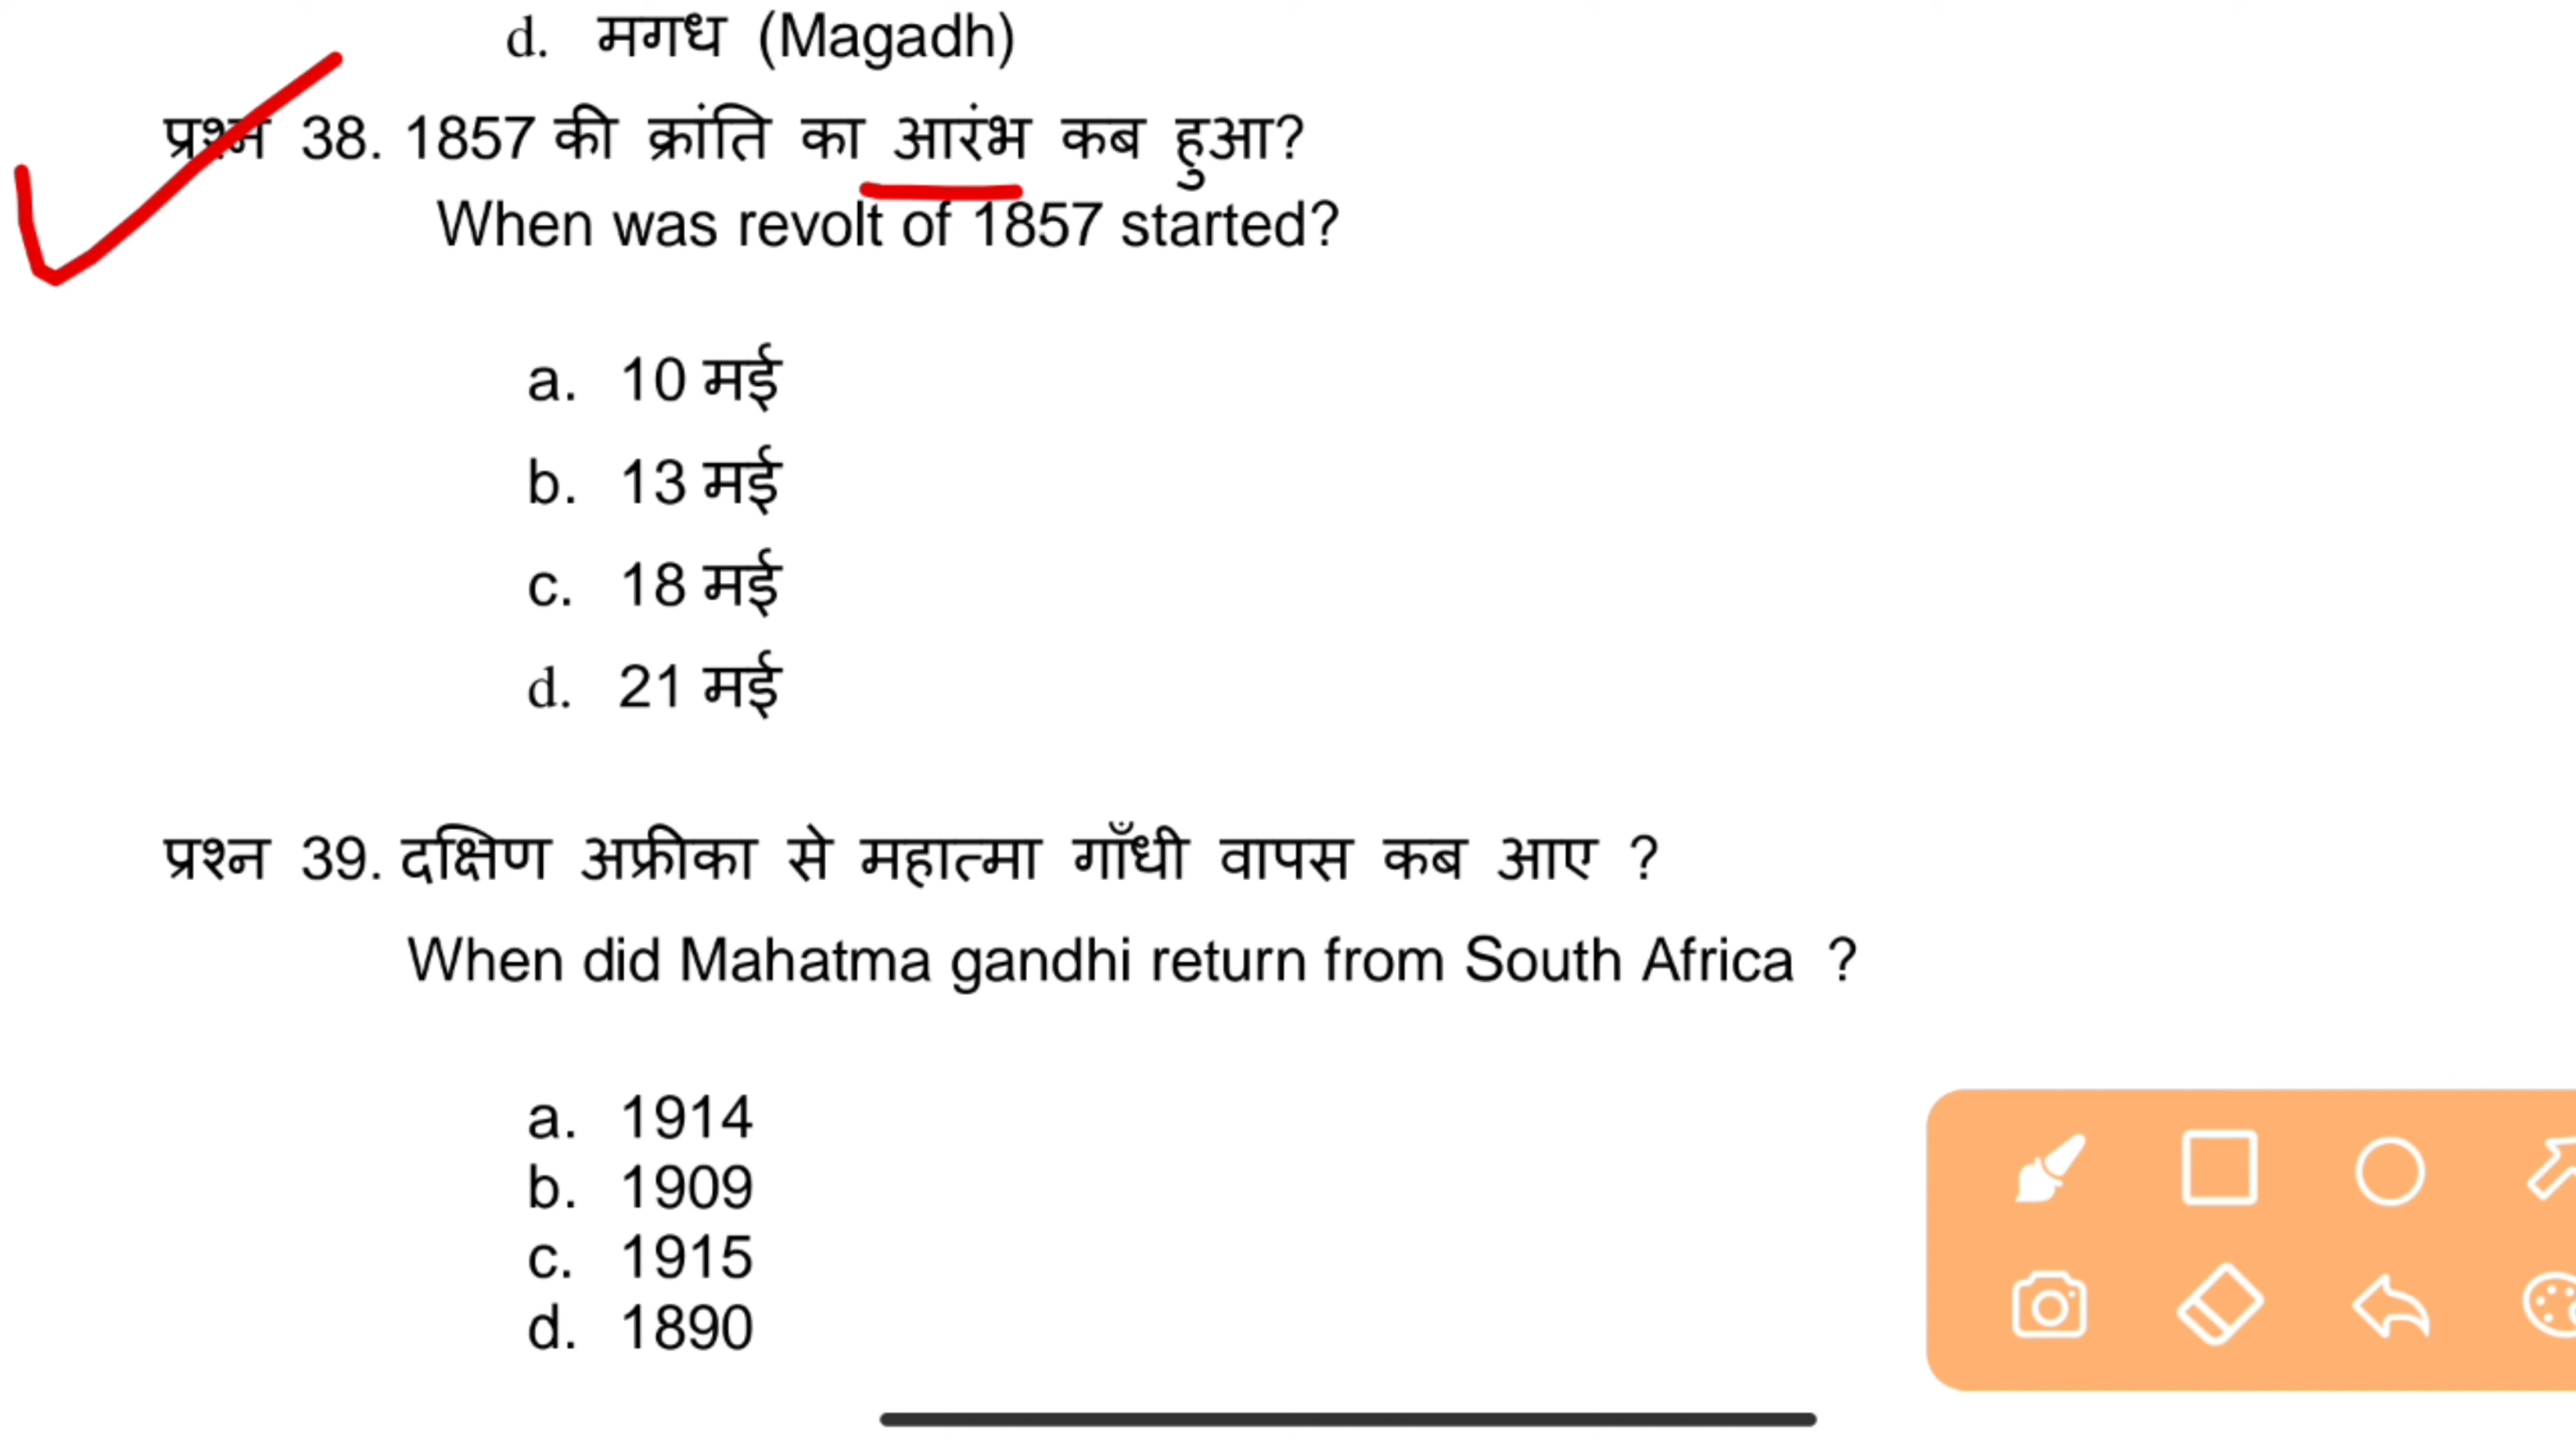 d. मगध (Magadh)
प्रश्न 38. 1857 की क्रांति का आरंभ कब हुआ?
When was revolt of 1857 started?
a. 10 मई
b. 13 मई
c. 18 मई
d. 21 मई
प्रश्न 39. दक्षिण अफ्रीका से महात्मा गाँधी वापस कब आए ?
When did Mahatma gandhi return from South Africa ?
a. 1914
b. 1909
c. 1915
d. 1890